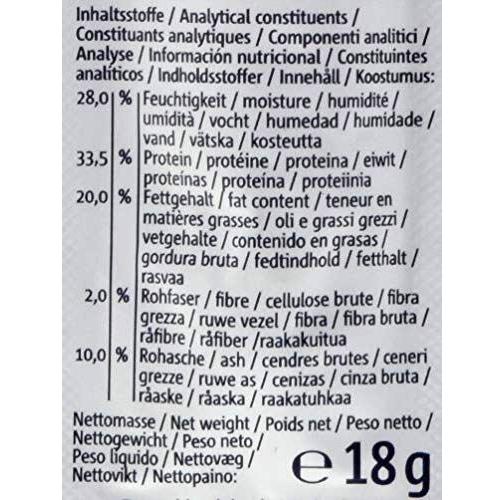 Inhaltsstoffe / Analytical constituents /
Constituants analytiques / Componenti analitici /
Analyse / Información nutricional / Constituintes
analíticos / Indholdsstoffer / Innehåll / Koostumus:
28,0 % Feuchtigkeit / moisture / humidité /
umidità / vocht / humedad / humidade /
vand / vätska / kosteutta
33,5 % Protein / protéine / proteina / eiwit /
proteínas / proteína / proteiinia
20,0 % Fettgehalt / fat content / teneur en
matières grasses / oli e grassi grezzi /
vetgehalte / contenido en grasas /
gordura bruta / fedtindhold / fetthalt /
rasvaa
2,0 % Rohfaser / fibre / cellulose brute / fibra
grezza / ruwe vezel / fibra / fibra bruta /
råfibre / råfiber /raakakuitua
10,0 % Rohasche / ash / cendres brutes / ceneri
grezze / ruwe as / cenizas / cinza bruta /
råaske / råaska / raakatuhkaa
Nettomasse / Net weight / Poids net / Peso netto /
Nettogewicht / Peso neto /
Peso líquido / Nettovæg /
Nettovikt / Nettopaino:
℮ 18 g